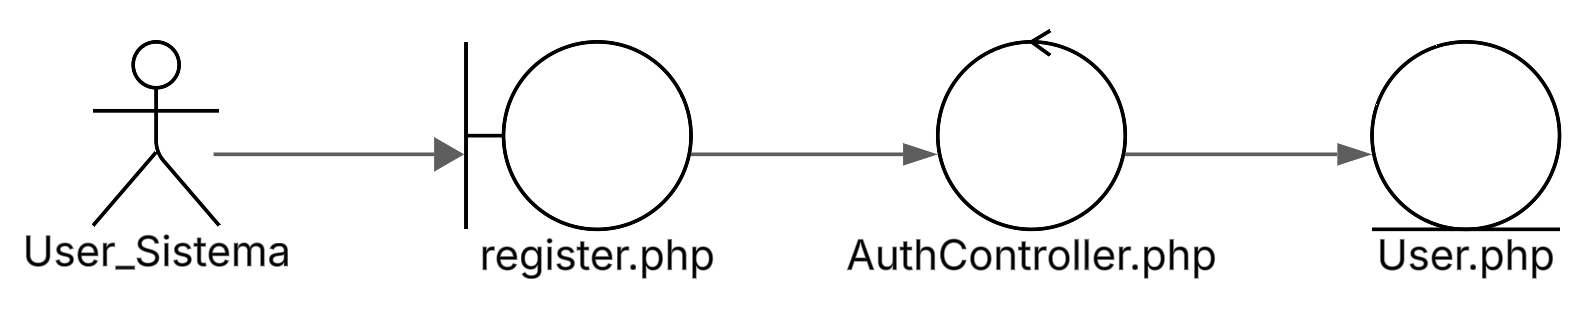 User_Sistema
register.php
AuthController.php
User.php